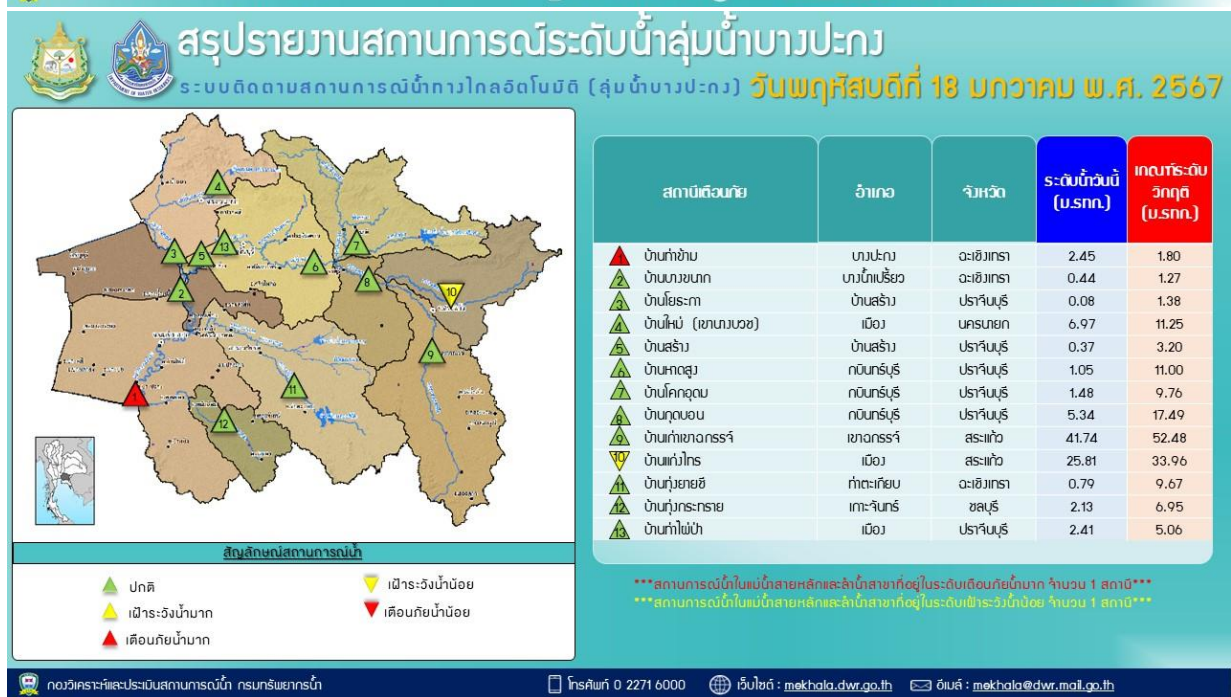 สรุปรายงานสถานการณ์ระดับน้ำลุ่มน้ำบางปะกง
ระบบติดตามสถานการณ์น้ำทางไกลอัตโนมัติ (ลุ่มน้ำบางปะกง) วันพฤหัสบดีที่ 18 มกราคม พ.ศ. 2567
สถานีเตือนภัย อำเภอ จังหวัด ระดับน้ำวันนี้ (ม.รทก.) เกณฑ์ระดับวิกฤติ (ม.รทก.)
1 บ้านท่าข้าม บางปะกง ฉะเชิงเทรา 2.45 1.80
2 บ้านบางขนาก บางน้ำเปรี้ยว ฉะเชิงเทรา 0.44 1.27
3 บ้านโยธะกา บ้านสร้าง ปราจีนบุรี 0.08 1.38
4 บ้านใหม่ (เขานางบวช) เมือง นครนายก 6.97 11.25
5 บ้านสร้าง บ้านสร้าง ปราจีนบุรี 0.37 3.20
6 บ้านหาดสูง กบินทร์บุรี ปราจีนบุรี 1.05 11.00
7 บ้านโคกอุดม กบินทร์บุรี ปราจีนบุรี 1.48 9.76
8 บ้านกุดบอน กบินทร์บุรี ปราจีนบุรี 5.34 17.49
9 บ้านเก่าเขาฉกรรจ์ เขาฉกรรจ์ สระแก้ว 41.74 52.48
10 บ้านแก่งไทร เมือง สระแก้ว 25.81 33.96
11 บ้านทุ่งยายชี ท่าตะเกียบ ฉะเชิงเทรา 0.79 9.67
12 บ้านทุ่งกระทราย เกาะจันทร์ ชลบุรี 2.13 6.95
13 บ้านท่าไผ่ป่า เมือง ปราจีนบุรี 2.41 5.06
สัญลักษณ์สถานการณ์น้ำ
ปกติ
เฝ้าระวังน้ำมาก
เตือนภัยน้ำมาก
เฝ้าระวังน้ำน้อย
เตือนภัยน้ำน้อย
***สถานการณ์น้ำในแม่น้ำสายหลักและลำน้ำสาขาที่อยู่ในระดับเตือนภัยน้ำมาก จำนวน 1 สถานี***
***สถานการณ์น้ำในแม่น้ำสายหลักและลำน้ำสาขาที่อยู่ในระดับเฝ้าระวังน้ำน้อย จำนวน 1 สถานี***
กองวิเคราะห์และประเมินสถานการณ์น้ำ กรมทรัพยากรน้ำ
โทรศัพท์ 0 2271 6000
เว็บไซต์ : mekhala.dwr.go.th
อีเมล์ : mekhala@dwr.mail.go.th